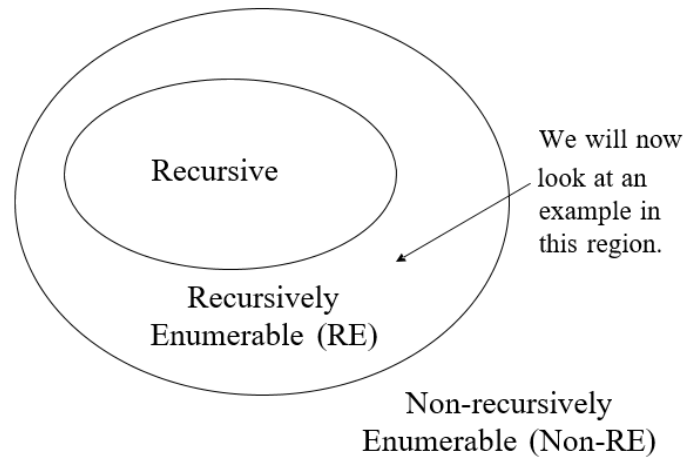 Recursive
We will now
look at an
example in
this region.
Recursively
Enumerable (RE)
Non-recursively
Enumerable (Non-RE)